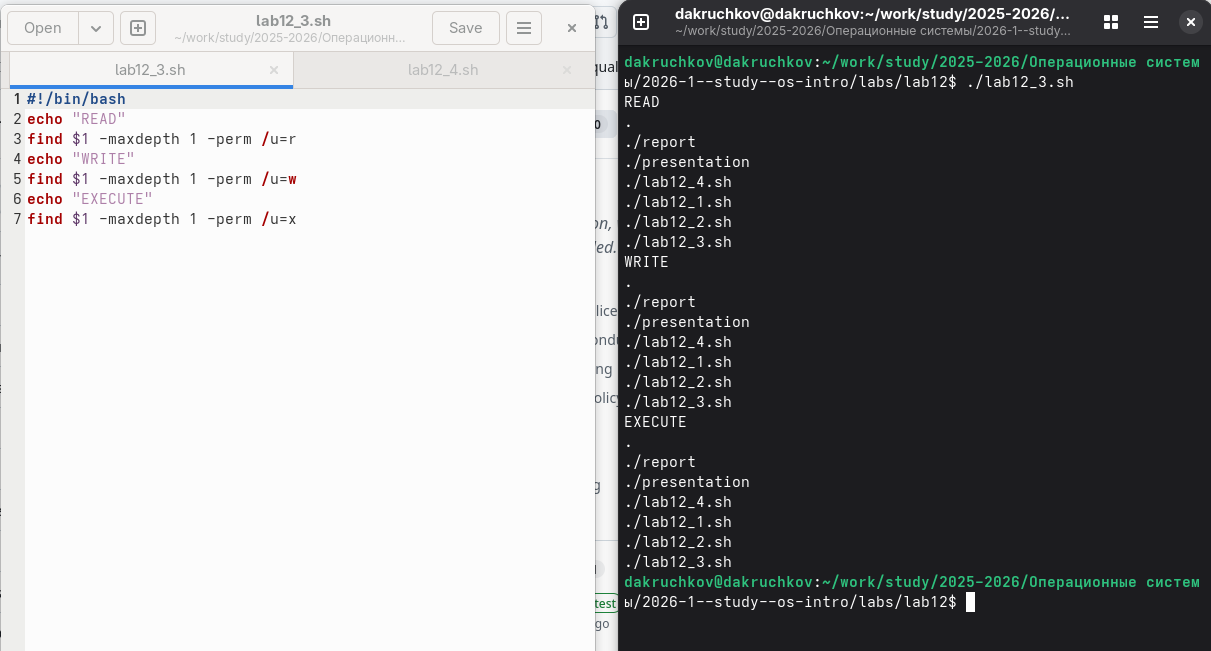 Open
lab12_3.sh
~/work/study/2025-2026/Операционн...
Save
lab12_3.sh
lab12_4.sh
1 #!/bin/bash
2 echo "READ"
3 find $1 -maxdepth 1 -perm /u=r
4 echo "WRITE"
5 find $1 -maxdepth 1 -perm /u=w
6 echo "EXECUTE"
7 find $1 -maxdepth 1 -perm /u=x
dakruchkov@dakruchkov:~/work/study/2025-2026/...
~/work/study/2025-2026/Операционные системы/2026-1--study...
dakruchkov@dakruchkov:~/work/study/2025-2026/Операционные систем
ы/2026-1--study--os-intro/labs/lab12$ ./lab12_3.sh
READ
.
./report
./presentation
./lab12_4.sh
./lab12_1.sh
./lab12_2.sh
./lab12_3.sh
WRITE
.
./report
./presentation
./lab12_4.sh
./lab12_1.sh
./lab12_2.sh
./lab12_3.sh
EXECUTE
.
./report
./presentation
./lab12_4.sh
./lab12_1.sh
./lab12_2.sh
./lab12_3.sh
dakruchkov@dakruchkov:~/work/study/2025-2026/Операционные систем
ы/2026-1--study--os-intro/labs/lab12$